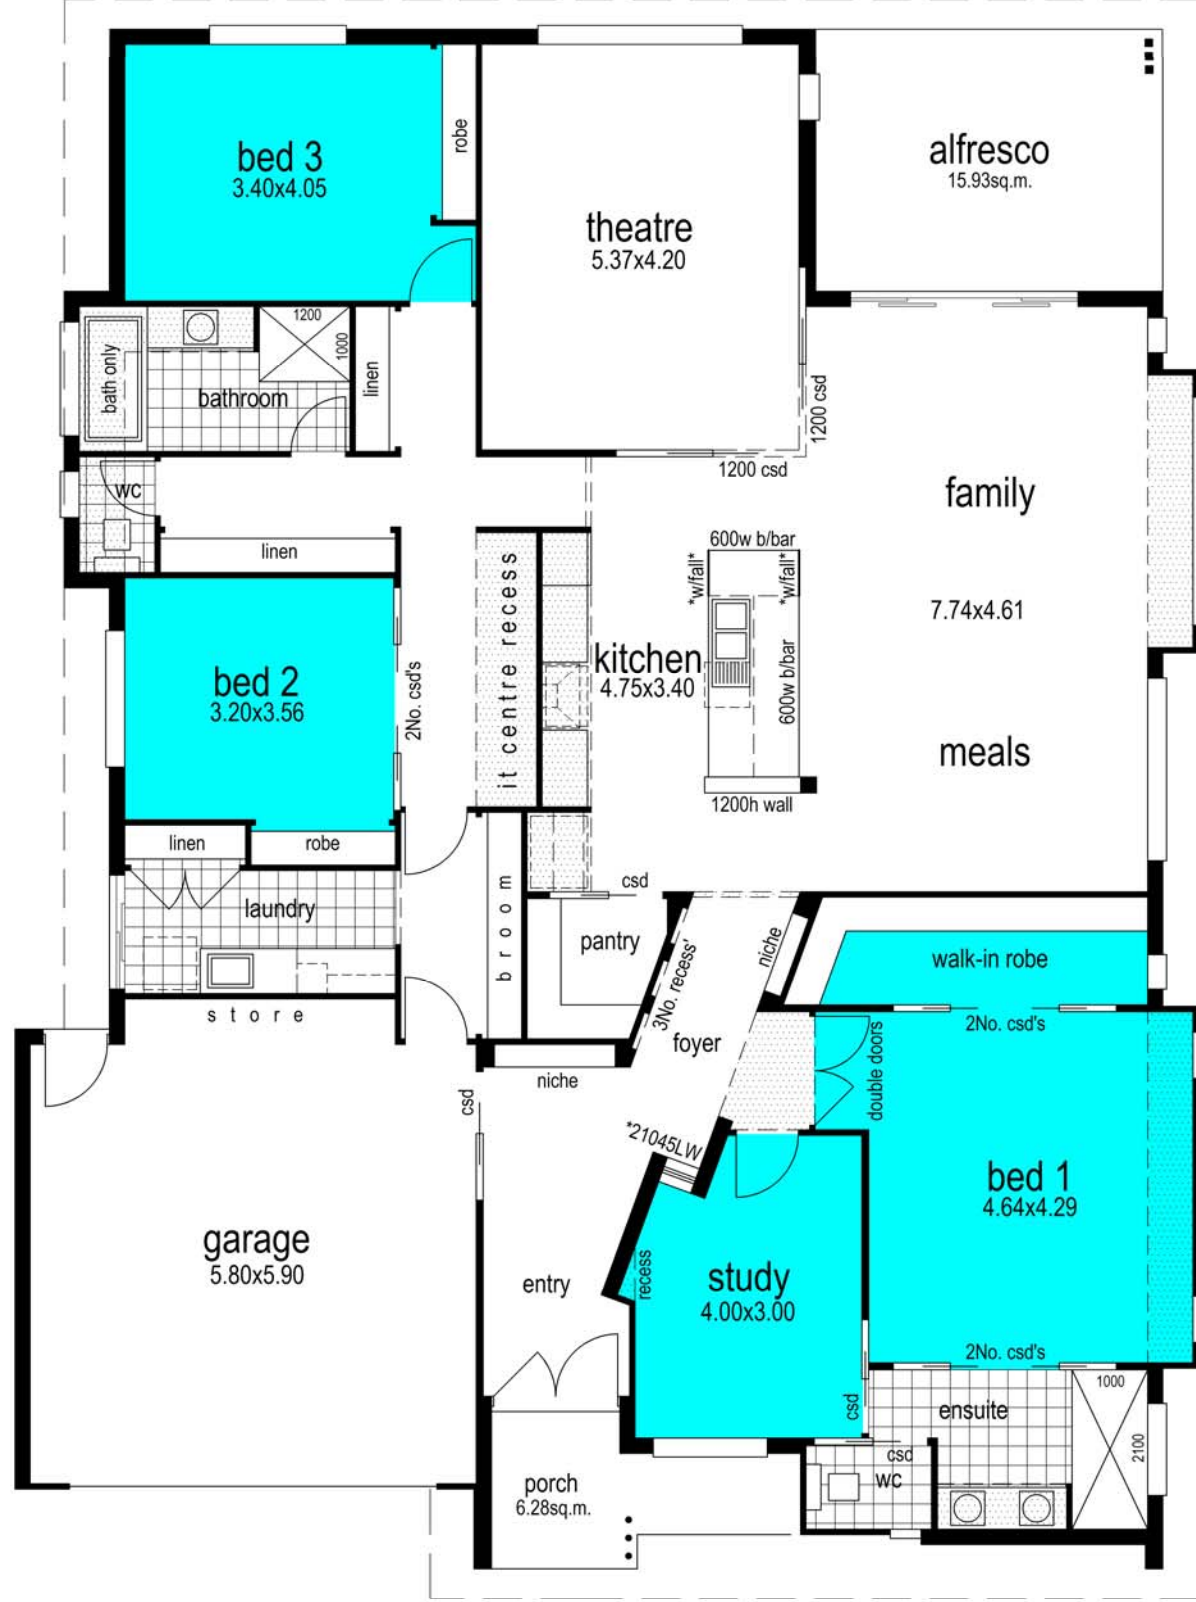 bed 3
3.40x4.05
robe
theatre
5.37x4.20
alfresco
15.93sq.m.
bath only
1200
1000
bathroom
linen
1200 csd
1200 csd
wc
linen
family
600w b/bar
*w/fall*
*w/fall*
7.74x4.61
it centre recess
kitchen
4.75x3.40
600w b/bar
bed 2
3.20x3.56
2No. csd's
meals
1200h wall
linen
robe
laundry
broom
csd
pantry
3No. recess'
niche
walk-in robe
store
2No. csd's
foyer
double doors
niche
csd
*21045LW
bed 1
4.64x4.29
garage
5.80x5.90
entry
recess
study
4.00x3.00
2No. csd's
csd
ensuite
1000
2100
csd
wc
porch
6.28sq.m.